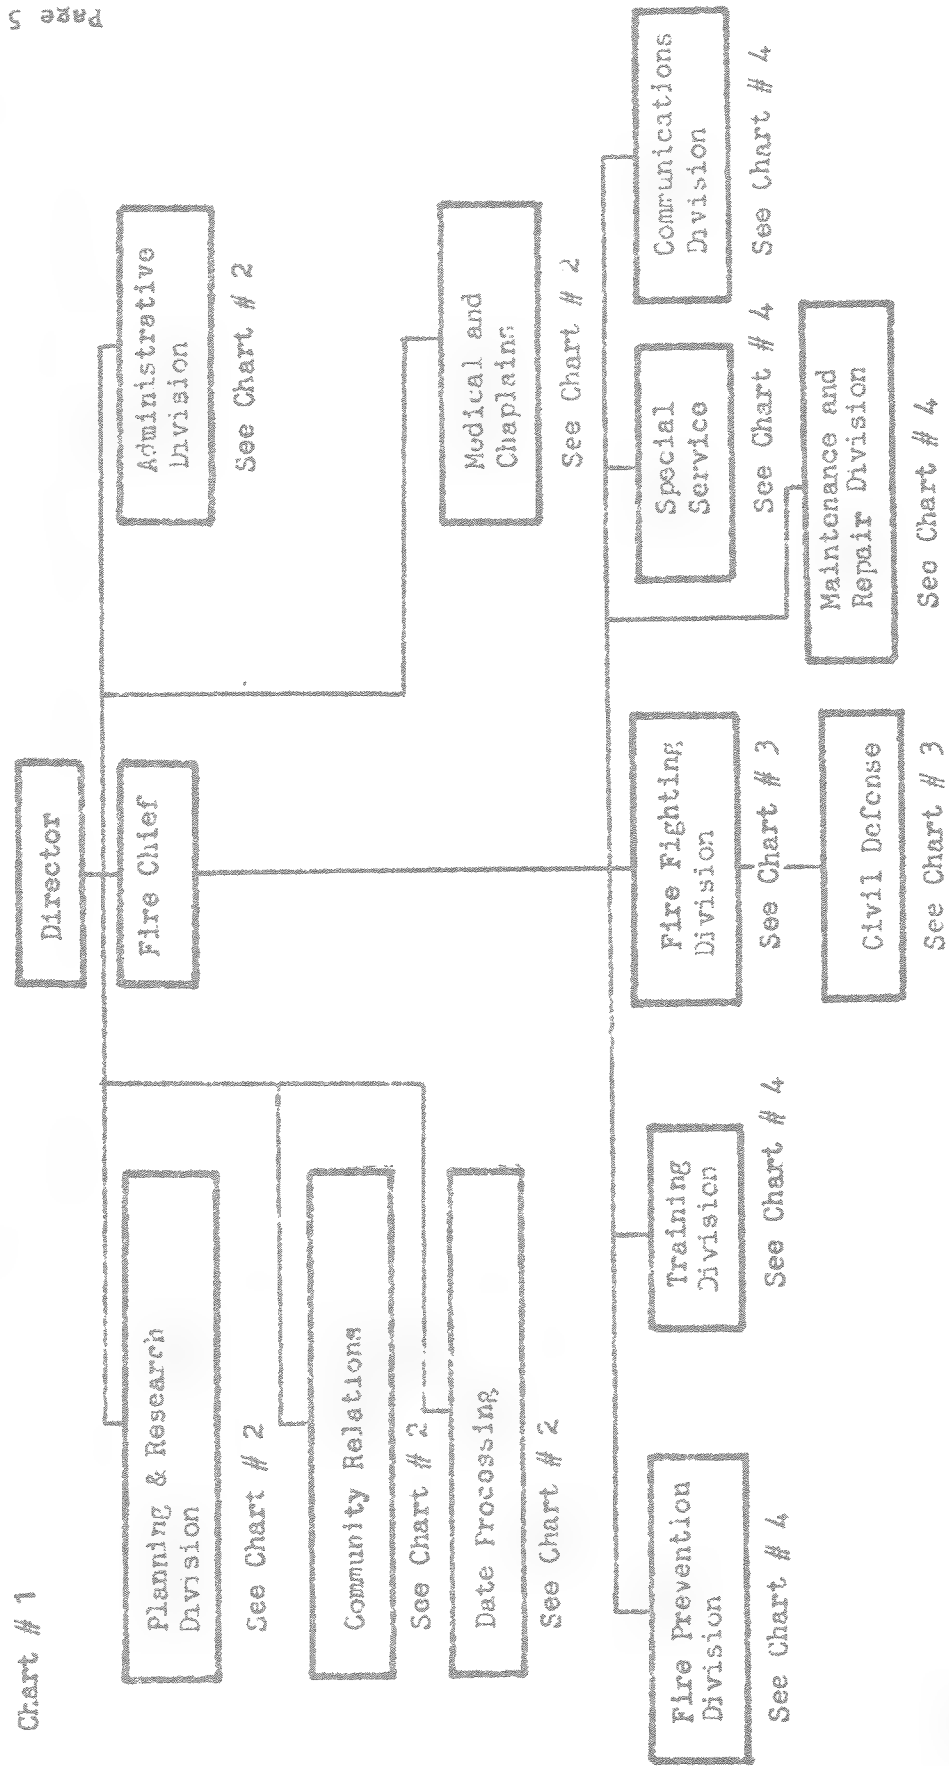 Page 5
Chart # 1
Director
Fire Chief
Planning & Research
Division
See Chart # 2
Community Relations
See Chart # 2
Date Processing
See Chart # 2
Administrative
Division
See Chart # 2
Medical and
Chaplains
See Chart # 2
Fire Prevention
Division
See Chart # 4
Training
Division
See Chart # 4
Fire Fighting
Division
See Chart # 3
Civil Defense
See Chart # 3
Special
Service
See Chart # 4
Maintenance and
Repair Division
See Chart # 4
Communications
Division
See Chart # 4